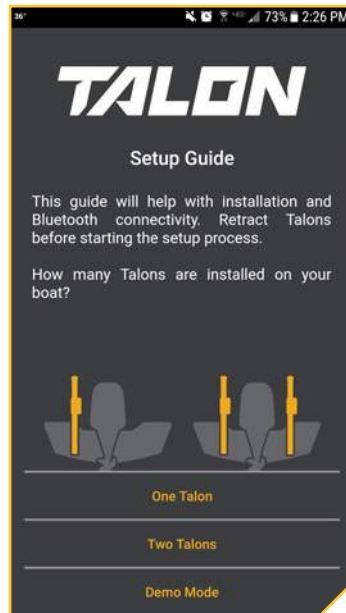 36° 73% 2:26 PM
TALON
Setup Guide
This guide will help with installation and
Bluetooth connectivity. Retract Talons
before starting the setup process.
How many Talons are installed on your
boat?
One Talon
Two Talons
Demo Mode